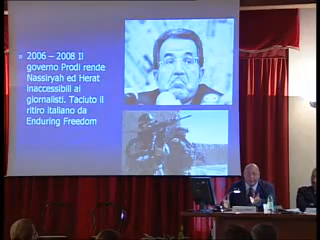 2006 – 2008 Il
governo Prodi rende
Nassiryah ed Herat
inaccessibili ai
giornalisti. Taciuto il
ritiro italiano da
Enduring Freedom